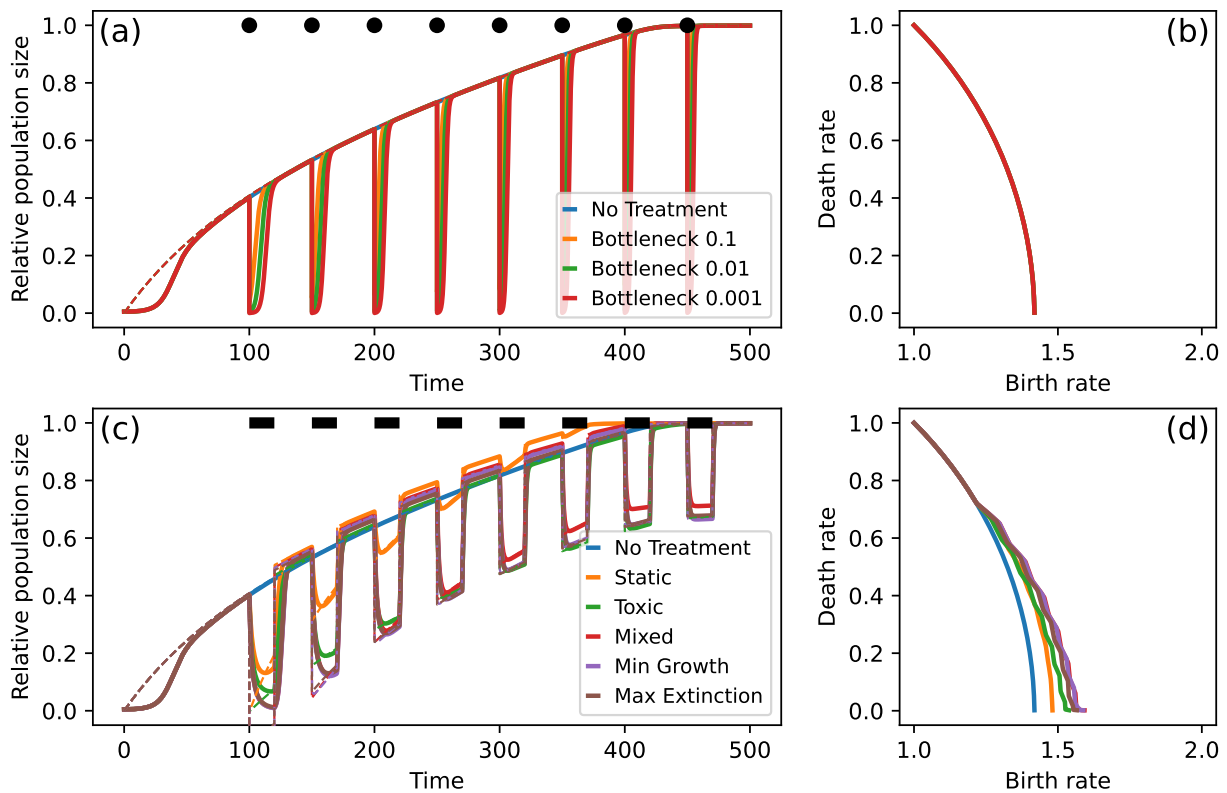 (a)
Relative population size
1.0
0.8
0.6
0.4
0.2
0.0
No Treatment
Bottleneck 0.1
Bottleneck 0.01
Bottleneck 0.001
0 100 200 300 400 500
Time
(b)
Death rate
1.0
0.8
0.6
0.4
0.2
0.0
1.0 1.5 2.0
Birth rate
(c)
Relative population size
1.0
0.8
0.6
0.4
0.2
0.0
No Treatment
Static
Toxic
Mixed
Min Growth
Max Extinction
0 100 200 300 400 500
Time
(d)
Death rate
1.0
0.8
0.6
0.4
0.2
0.0
1.0 1.5 2.0
Birth rate